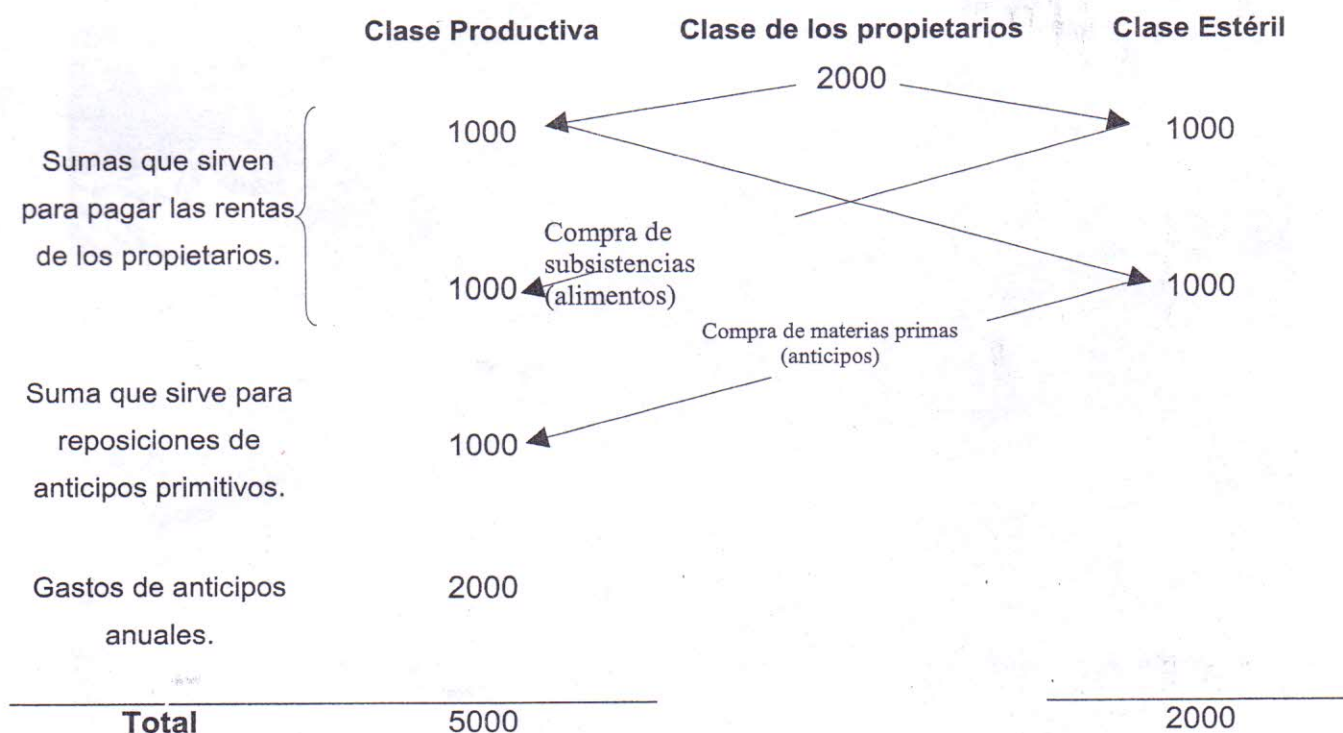 Clase Productiva Clase de los propietarios Clase Estéril
2000
1000 1000
Sumas que sirven
para pagar las rentas
de los propietarios.
Compra de
subsistencias
(alimentos)
1000 1000
Compra de materias primas
(anticipos)
Suma que sirve para
reposiciones de
anticipos primitivos.
1000
Gastos de anticipos
anuales.
2000
Total 5000 2000